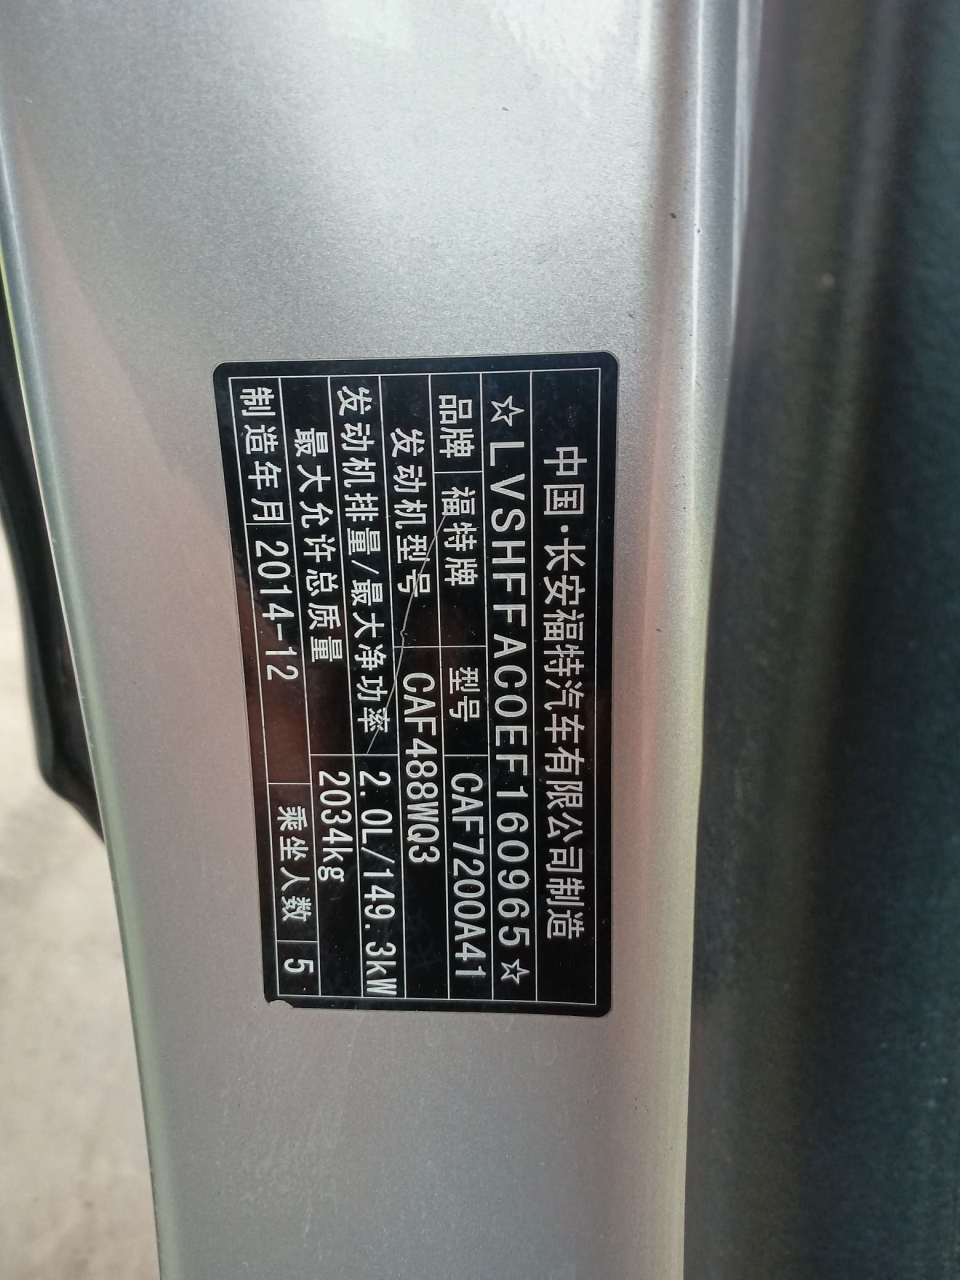 中国·长安福特汽车有限公司制造
☆LVSHFFAC0EF160965☆
品牌 福特牌 型号 CAF7200A41
发动机型号 CAF488WQ3
发动机排量/最大净功率 2.0L/149.3kW
最大允许总质量 2034kg
制造年月 2014-12 乘坐人数 5